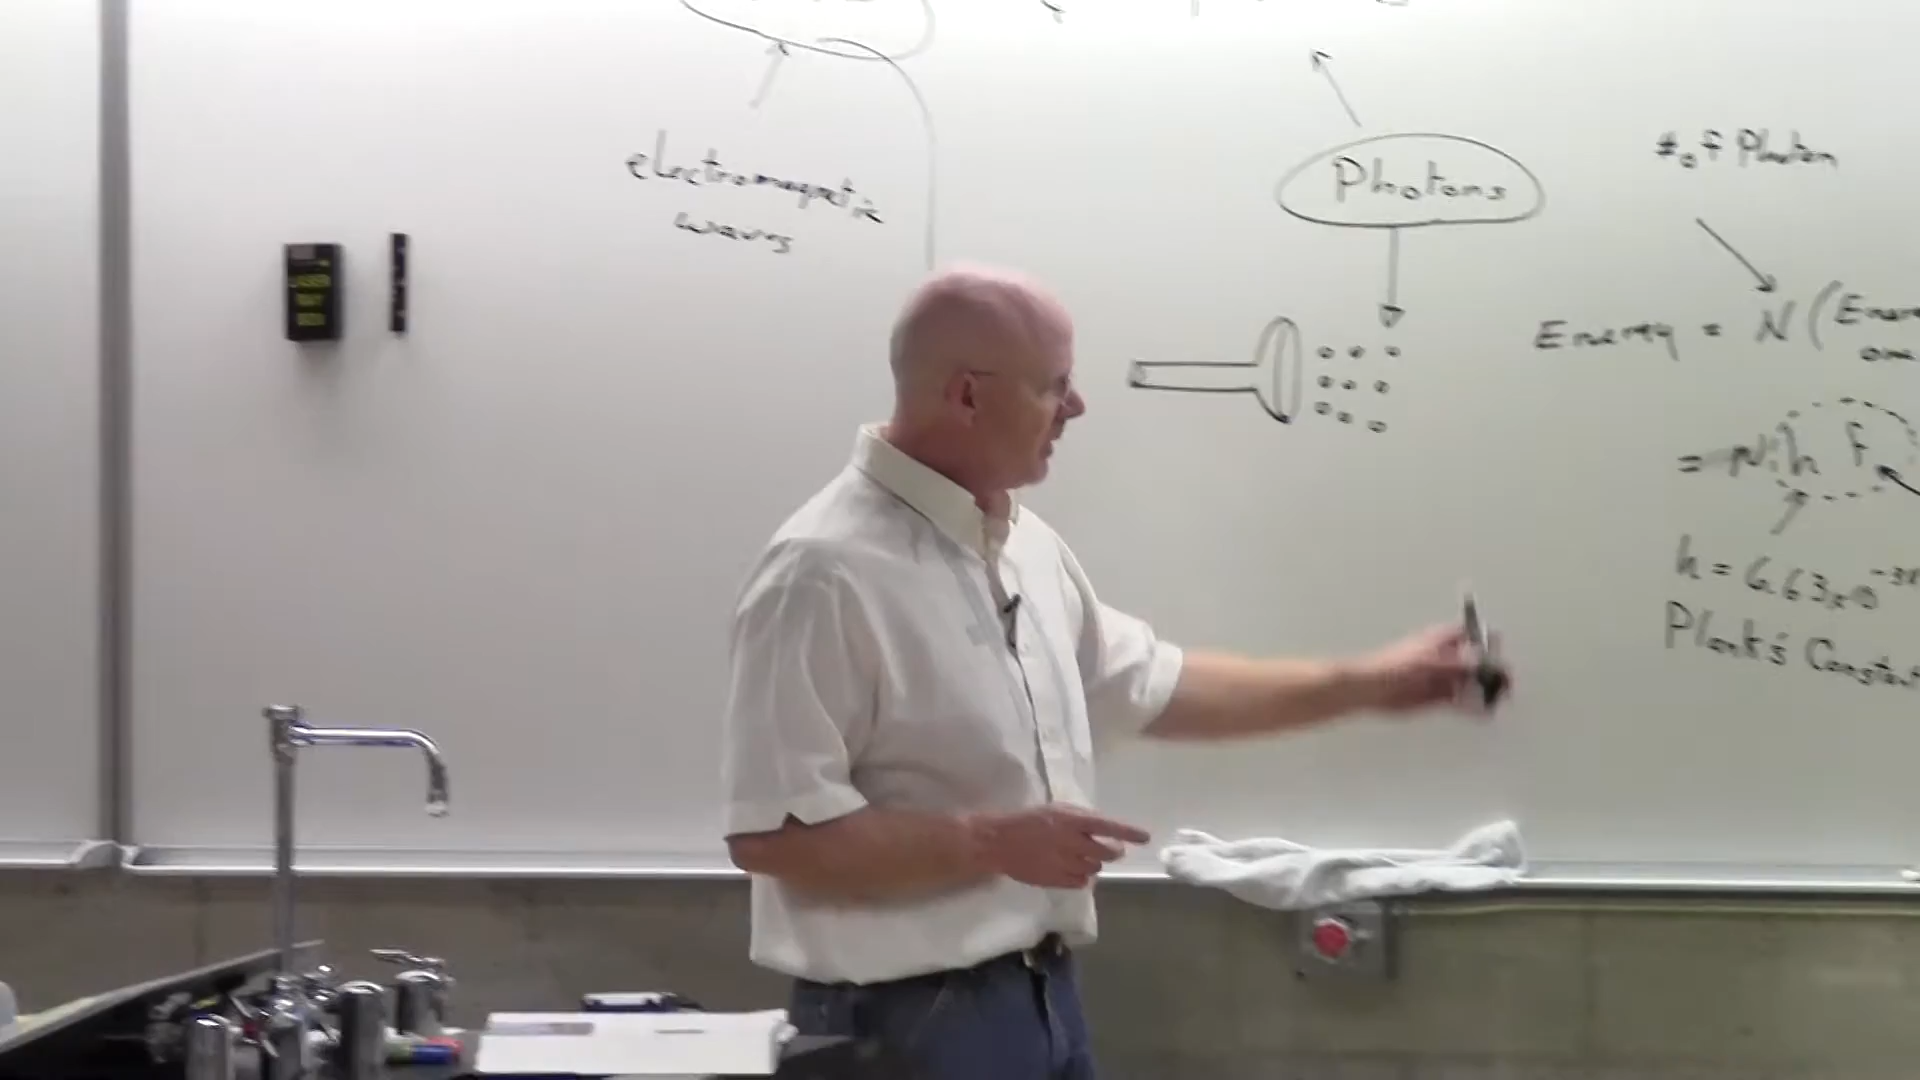 electromagnetic
waves
Photons
# of Photon
Energy = N (
= N h f
h = 6.63x10
Plank's Constant